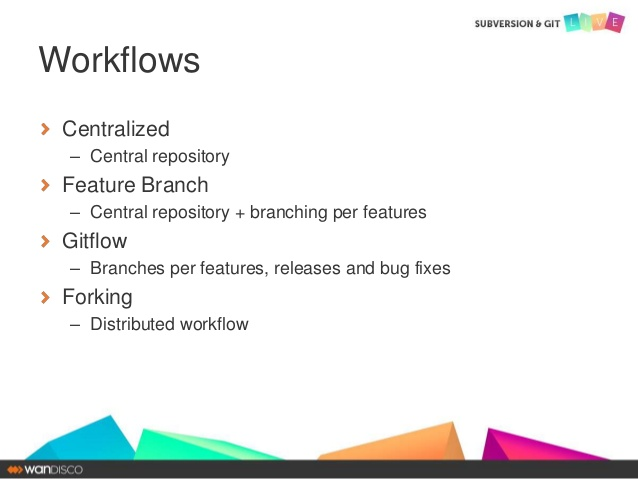 SUBVERSION & GIT LIVE
Workflows
Centralized
– Central repository
Feature Branch
– Central repository + branching per features
Gitflow
– Branches per features, releases and bug fixes
Forking
– Distributed workflow
WANDISCO